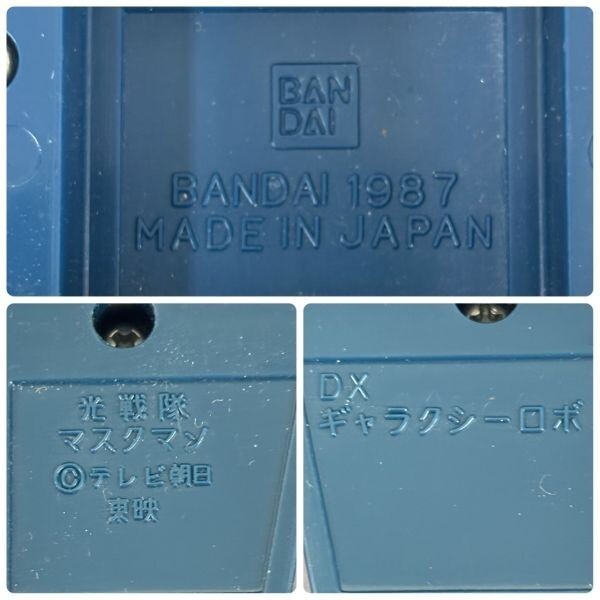 BAN
DAI
BANDAI 1987
MADE IN JAPAN
光戦隊
マスクマン
©テレビ朝日
東映
DX
ギャラクシーロボ